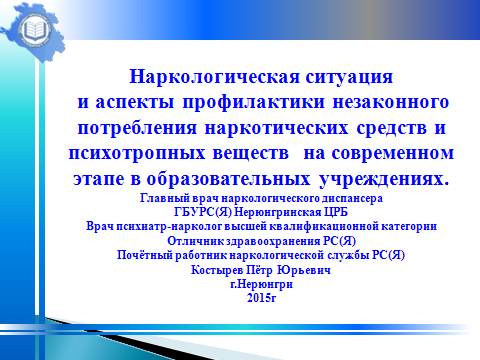 Наркологическая ситуация
и аспекты профилактики незаконного
потребления наркотических средств и
психотропных веществ на современном
этапе в образовательных учреждениях.
Главный врач наркологического диспансера
ГБУРС(Я) Нерюнгринская ЦРБ
Врач психиатр-нарколог высшей квалификационной категории
Отличник здравоохранения РС(Я)
Почётный работник наркологической службы РС(Я)
Костырев Пётр Юрьевич
г.Нерюнгри
2015г